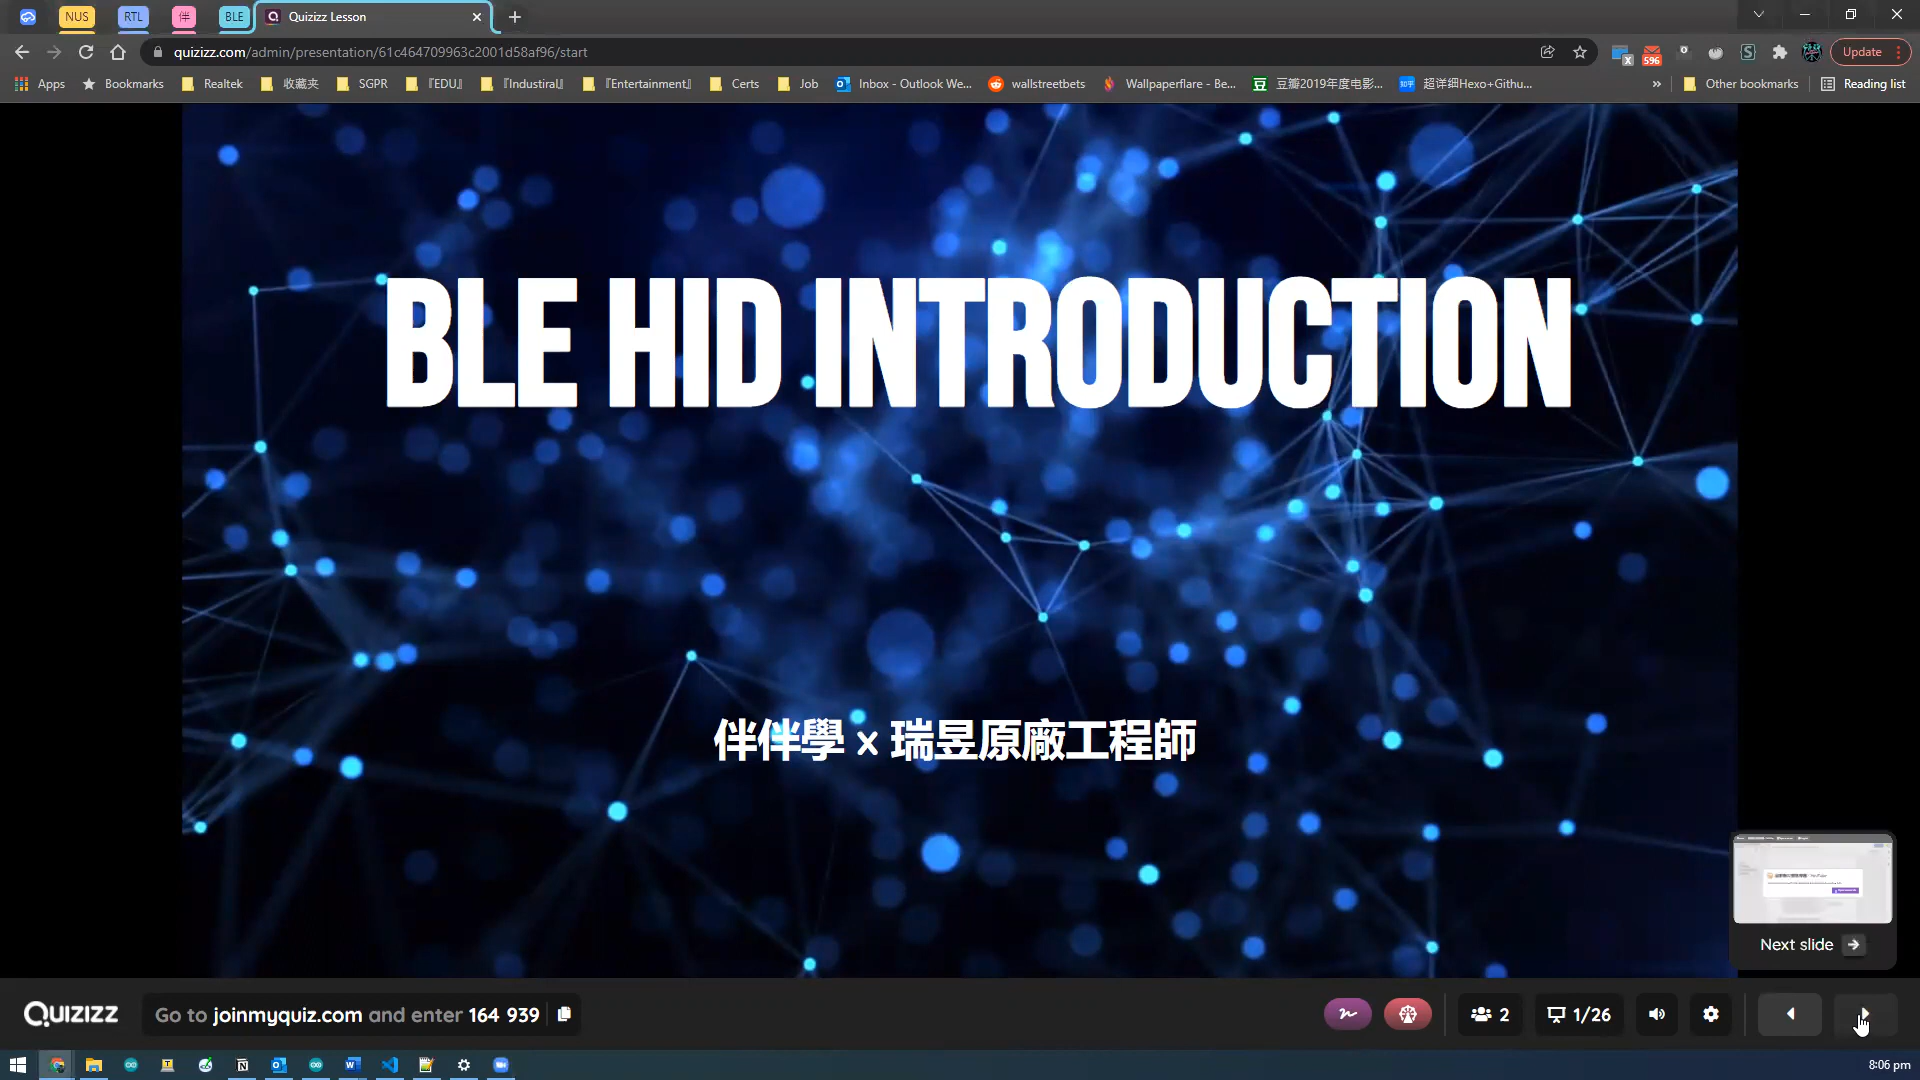 NUS
RTL
伴
BLE
Quizizz Lesson
quizizz.com/admin/presentation/61c464709963c2001d58af96/start
596
Update
Apps
Bookmarks
Realtek
收藏夹
SGPR
『EDU』
『Industiral』
『Entertainment』
Certs
Job
Inbox - Outlook We...
wallstreetbets
Wallpaperflare - Be...
豆瓣2019年度电影...
超详细Hexo+Githu...
»
Other bookmarks
Reading list
BLE HID INTRODUCTION
伴伴學 x 瑞昱原廠工程師
Next slide
QUIZIZZ
Go to joinmyquiz.com and enter 164 939
2
1/26
8:06 pm